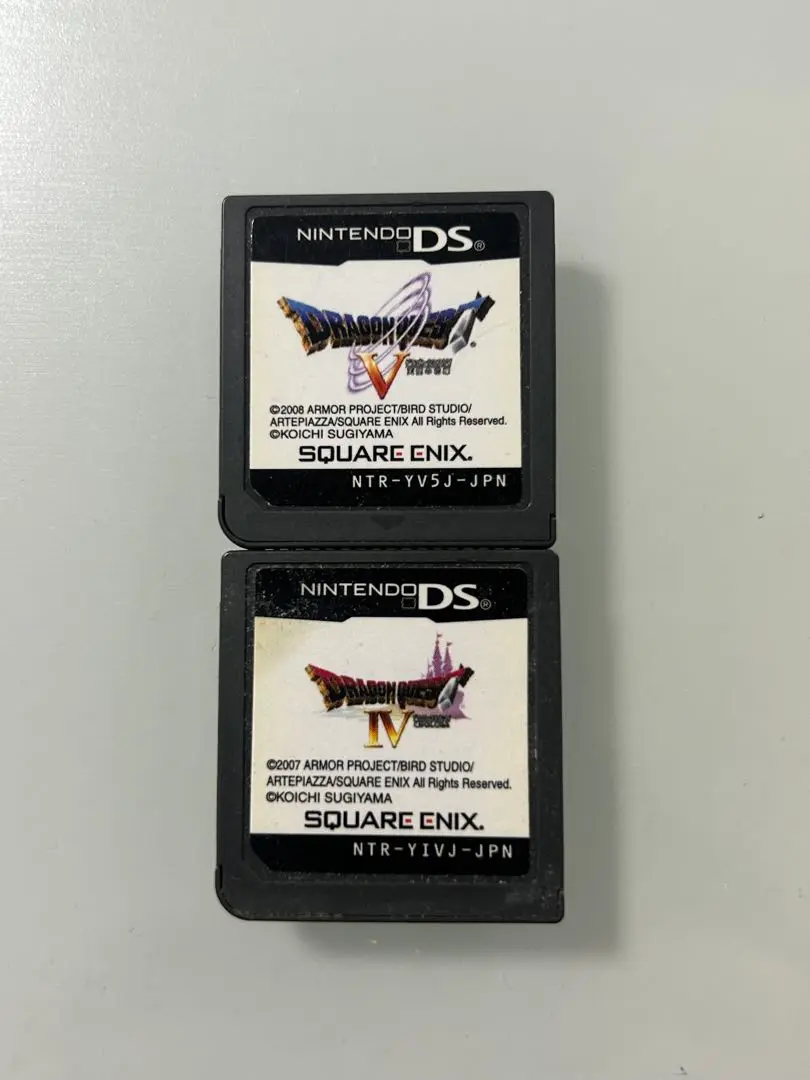 NINTENDO DS®
DRAGON QUEST®
V
©2008 ARMOR PROJECT/BIRD STUDIO/
ARTEPIAZZA/SQUARE ENIX All Rights Reserved.
©KOICHI SUGIYAMA
SQUARE ENIX.
NTR-YV5J-JPN
NINTENDO DS®
DRAGON QUEST
IV
©2007 ARMOR PROJECT/BIRD STUDIO/
ARTEPIAZZA/SQUARE ENIX All Rights Reserved.
©KOICHI SUGIYAMA
SQUARE ENIX.
NTR-YIVJ-JPN